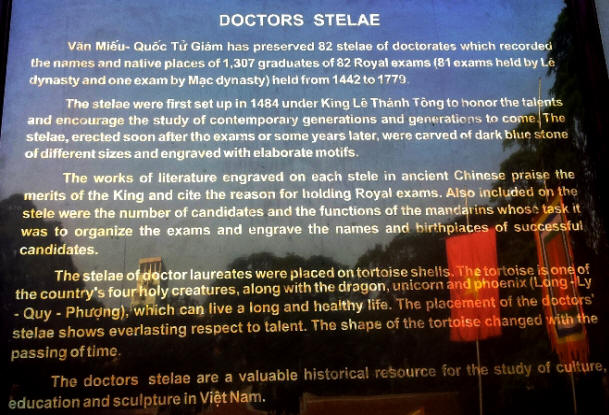 DOCTORS STELAE
Văn Miếu- Quốc Tử Giám has preserved 82 stelae of doctorates which recorded
the names and native places of 1,307 graduates of 82 Royal exams (81 exams held by Lê
dynasty and one exam by Mạc dynasty) held from 1442 to 1779.
The stelae were first set up in 1484 under King Lê Thánh Tông to honor the talents
and encourage the study of contemporary generations and generations to come. The
stelae, erected soon after the exams or some years later, were carved of dark blue stone
of different sizes and engraved with elaborate motifs.
The works of literature engraved on each stele in ancient Chinese praise the
merits of the King and cite the reason for holding Royal exams. Also included on the
stele were the number of candidates and the functions of the mandarins whose task it
was to organize the exams and engrave the names and birthplaces of successful
candidates.
The stelae of doctor laureates were placed on tortoise shells. The tortoise is one of
the country's four holy creatures, along with the dragon, unicorn and phoenix (Long -Ly
- Quy - Phượng), which can live a long and healthy life. The placement of the doctors'
stelae shows everlasting respect to talent. The shape of the tortoise changed with the
passing of time.
The doctors stelae are a valuable historical resource for the study of culture,
education and sculpture in Việt Nam.